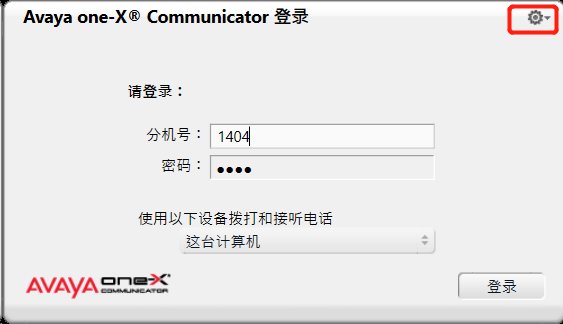 Avaya one-X® Communicator 登录
请登录：
分机号： 1404
密码： ●●●●
使用以下设备拨打和接听电话
这台计算机
AVAYA one-X® COMMUNICATOR
登录